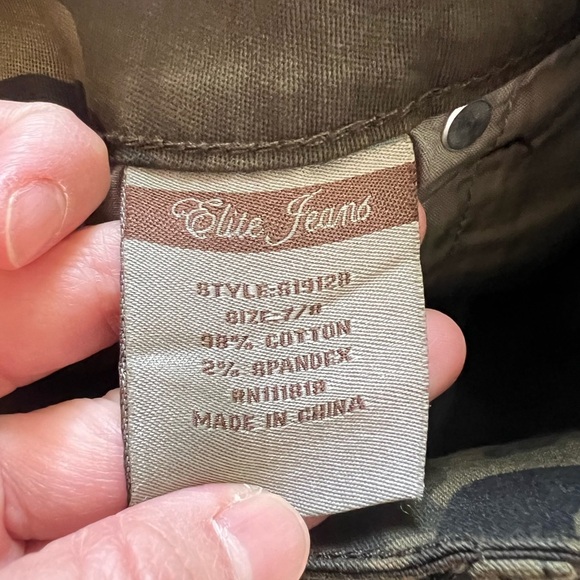 Elite Jeans
STYLE:619128
SIZE-7/8
98% COTTON
2% SPANDEX
RN111818
MADE IN CHINA